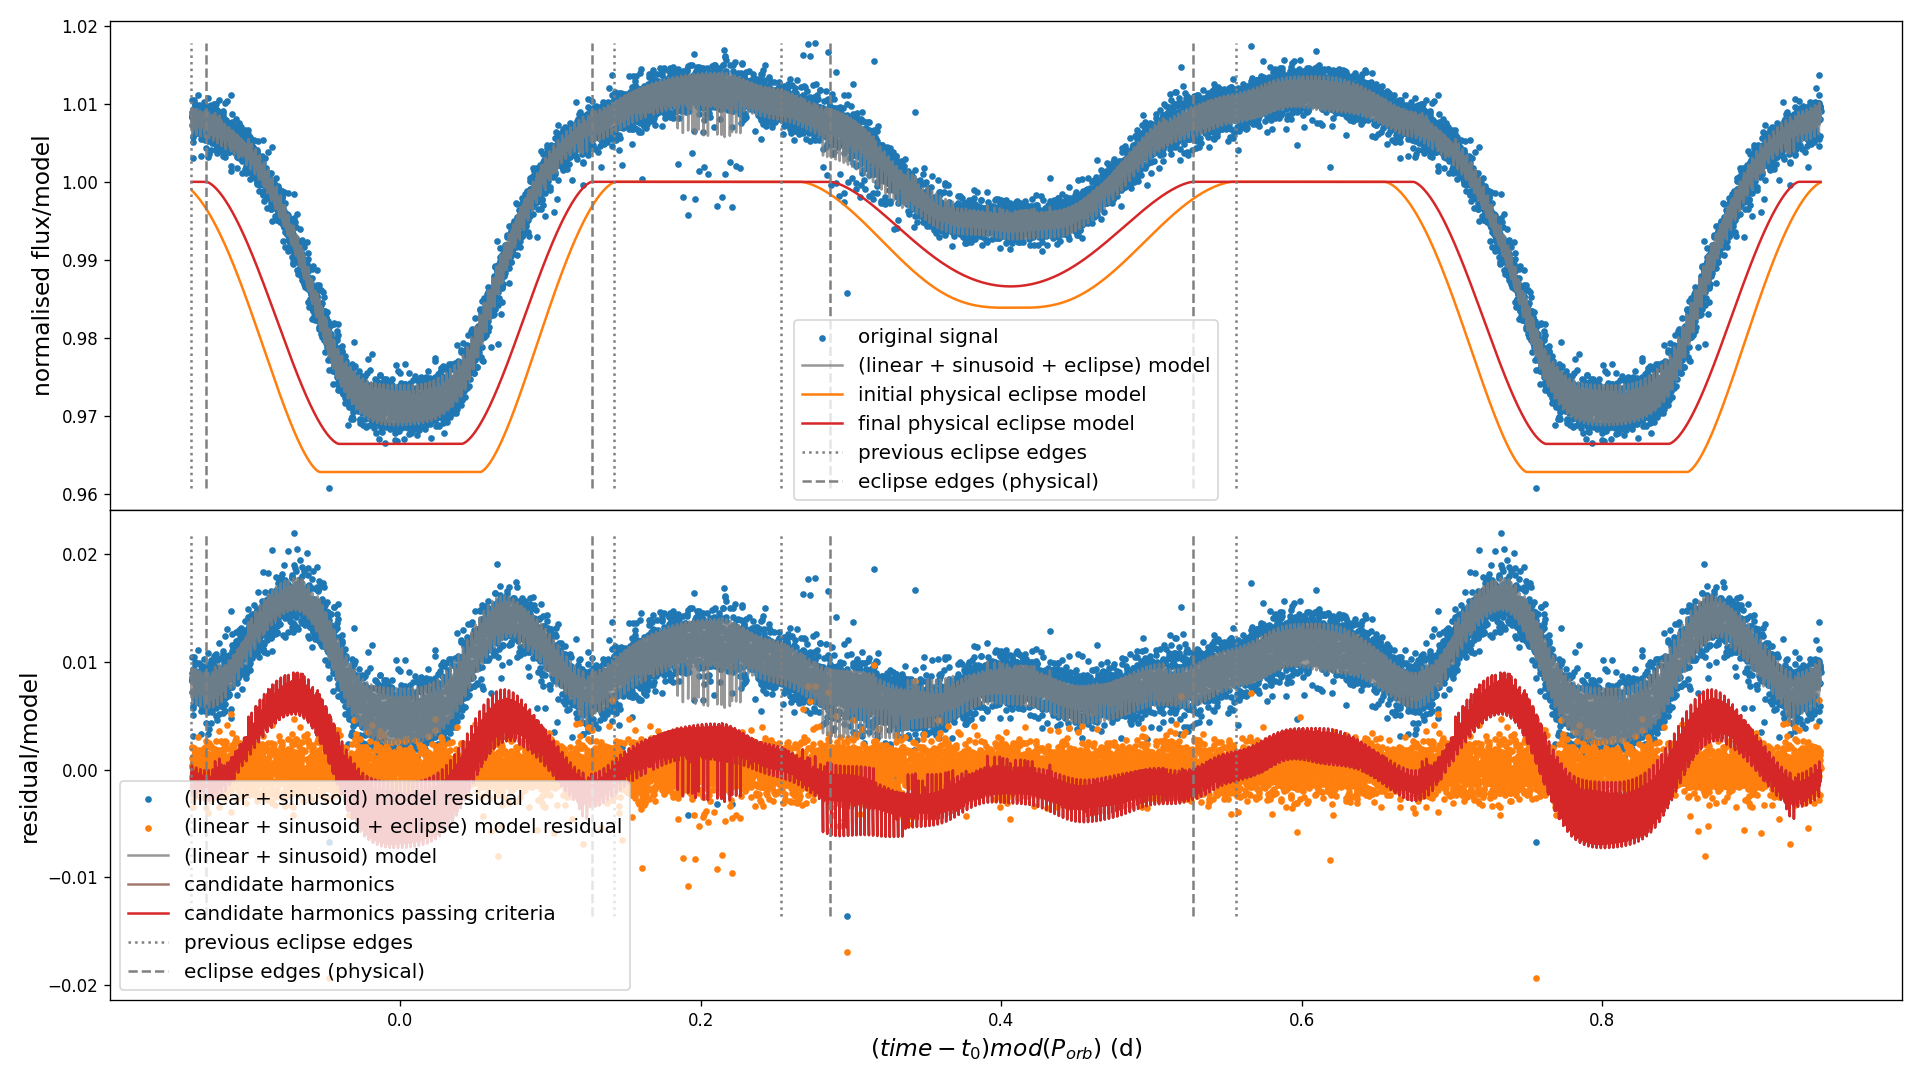 1.02
1.01
1.00
0.99
0.98
0.97
0.96
normalised flux/model
original signal
(linear + sinusoid + eclipse) model
initial physical eclipse model
final physical eclipse model
previous eclipse edges
eclipse edges (physical)
0.02
0.01
0.00
−0.01
−0.02
residual/model
(linear + sinusoid) model residual
(linear + sinusoid + eclipse) model residual
(linear + sinusoid) model
candidate harmonics
candidate harmonics passing criteria
previous eclipse edges
eclipse edges (physical)
0.0 0.2 0.4 0.6 0.8
(time − t₀)mod(P_orb) (d)